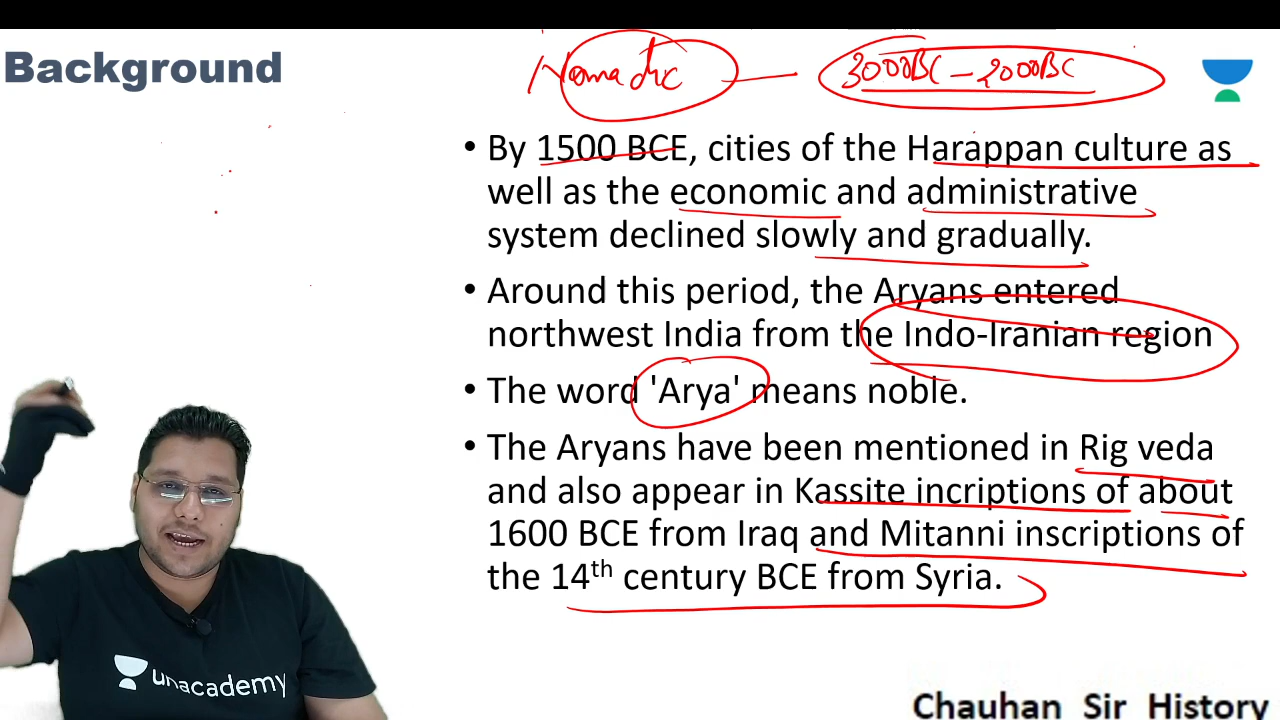 Background
Nomadic — 3000BC – 2000BC
• By 1500 BCE, cities of the Harappan culture as
well as the economic and administrative
system declined slowly and gradually.
• Around this period, the Aryans entered
northwest India from the Indo-Iranian region
• The word 'Arya' means noble.
• The Aryans have been mentioned in Rig veda
and also appear in Kassite incriptions of about
1600 BCE from Iraq and Mitanni inscriptions of
the 14th century BCE from Syria.
unacademy
Chauhan Sir History